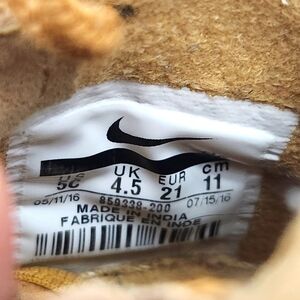 US UK EUR cm
5C 4.5 21 11
05/11/16 859338-200 07/15/16
MADE IN INDIA
FABRIQUE EN INDE